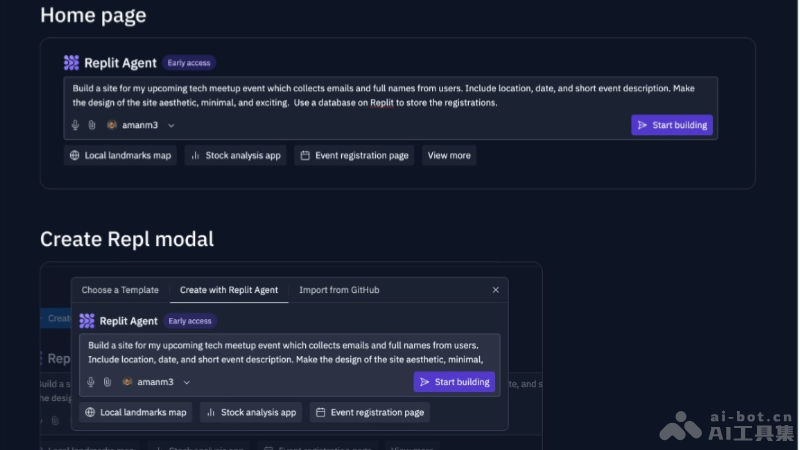 Home page
Replit Agent Early access
Build a site for my upcoming tech meetup event which collects emails and full names from users. Include location, date, and short event description. Make
the design of the site aesthetic, minimal, and exciting. Use a database on Replit to store the registrations.
amanm3 Start building
Local landmarks map Stock analysis app Event registration page View more
Create Repl modal
Choose a Template Create with Replit Agent Import from GitHub
Replit Agent Early access
Build a site for my upcoming tech meetup event which collects emails and full names from users.
Include location, date, and short event description. Make the design of the site aesthetic, minimal,
amanm3 Start building
Local landmarks map Stock analysis app Event registration page
ai-bot.cn
AI工具集